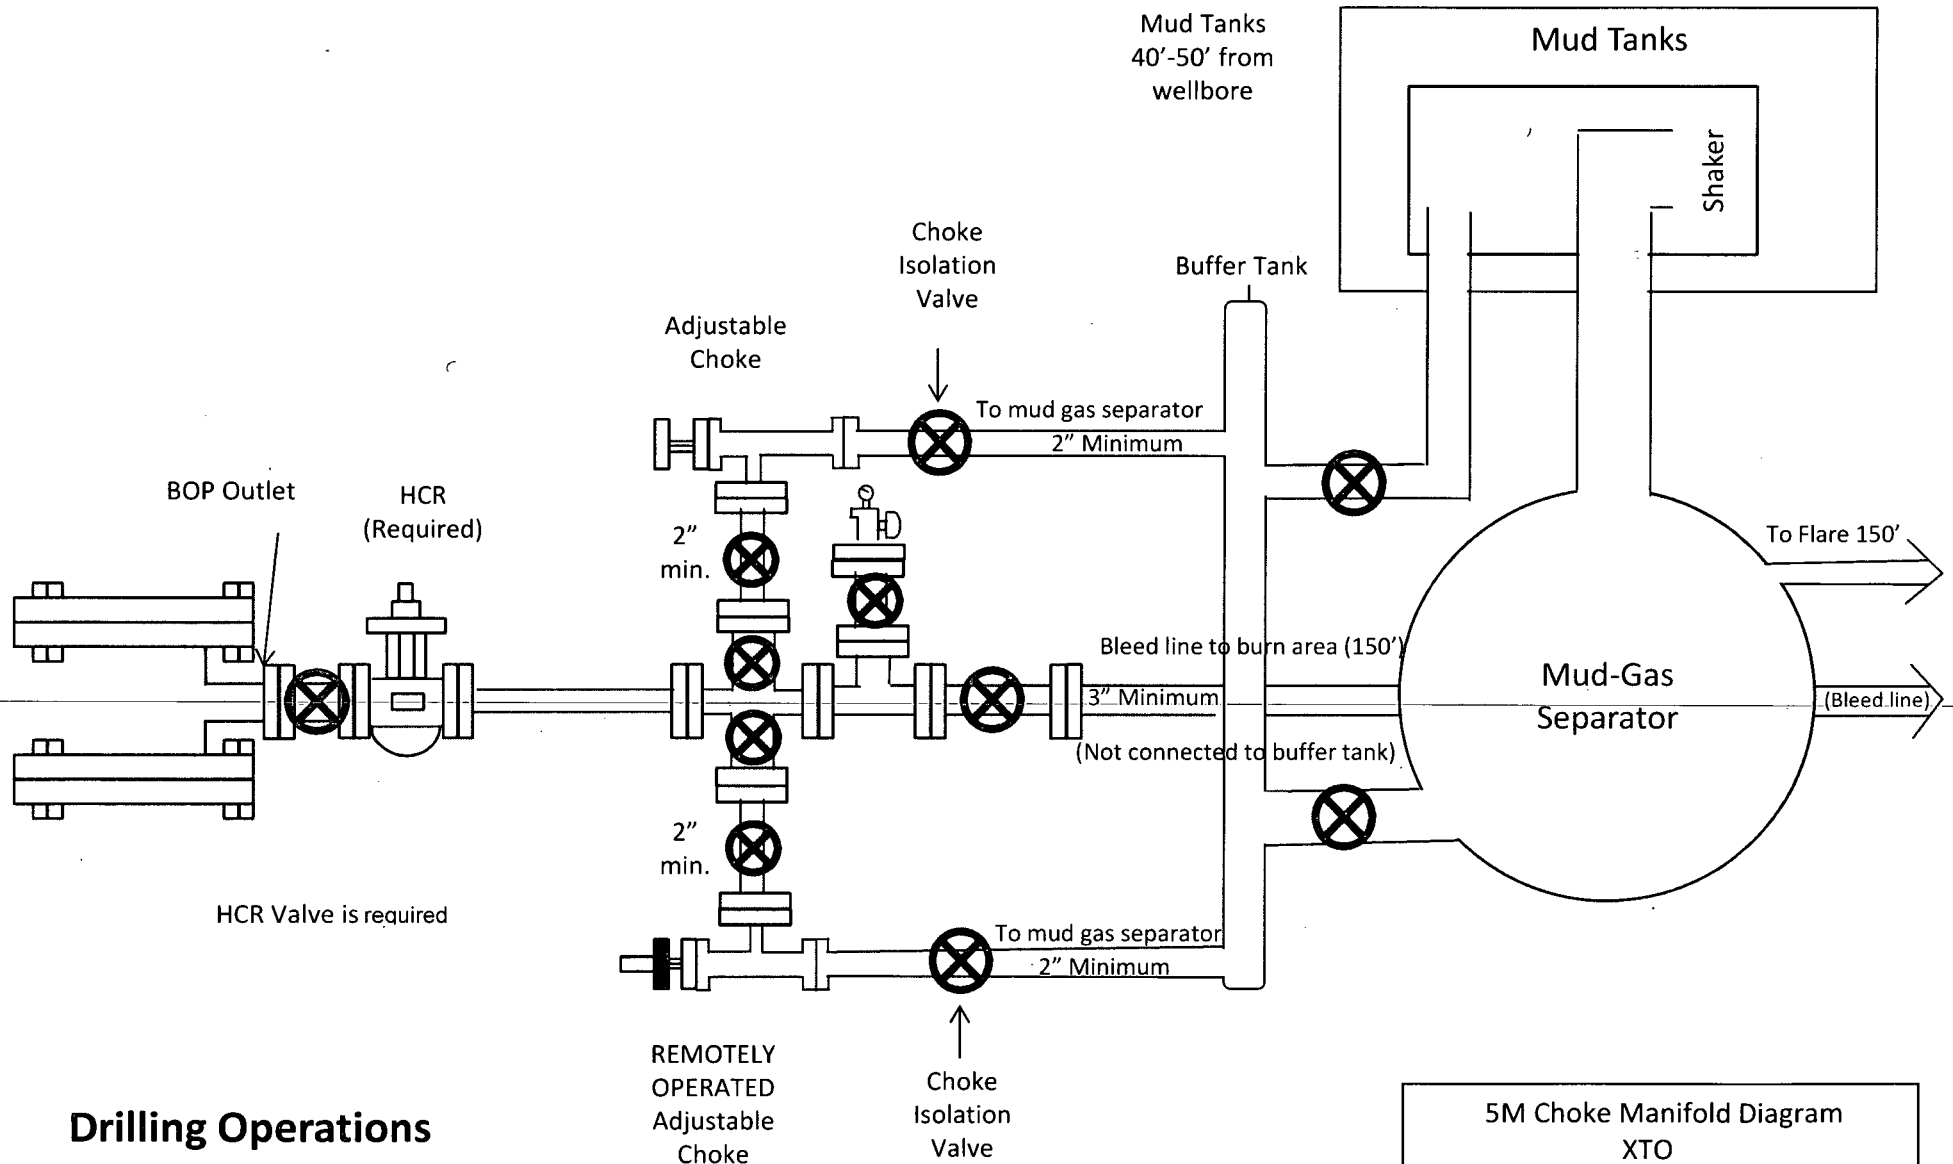 Mud Tanks
40’-50’ from
wellbore
Mud Tanks
Shaker
Choke
Isolation
Valve
Buffer Tank
Adjustable
Choke
To mud gas separator
2” Minimum
BOP Outlet
HCR
(Required)
2”
min.
To Flare 150’
Bleed line to burn area (150’)
3” Minimum
(Not connected to buffer tank)
Mud-Gas
Separator
(Bleed line)
2”
min.
HCR Valve is required
To mud gas separator
2” Minimum
REMOTELY
OPERATED
Adjustable
Choke
Choke
Isolation
Valve
Drilling Operations
5M Choke Manifold Diagram
XTO